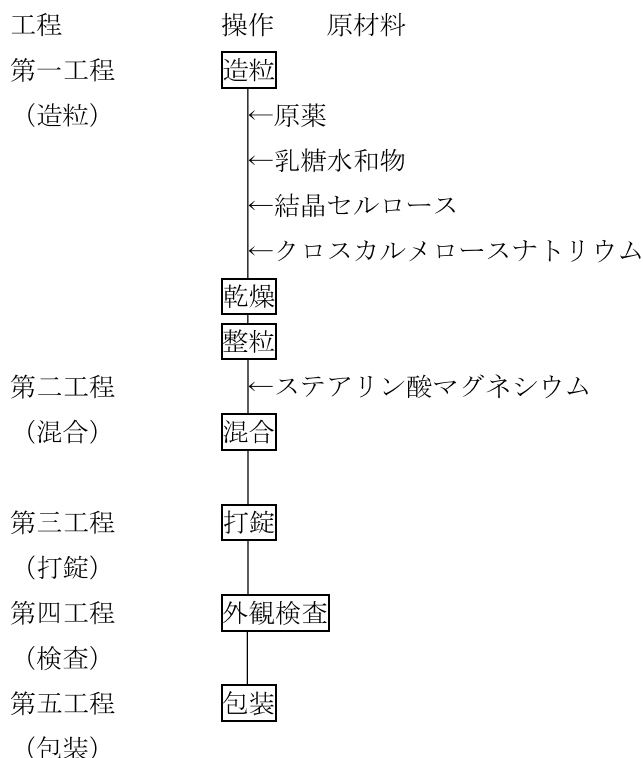 工程 操作 原材料
第一工程 造粒
（造粒） ←原薬
←乳糖水和物
←結晶セルロース
←クロスカルメロースナトリウム
乾燥
整粒
第二工程 ←ステアリン酸マグネシウム
（混合） 混合
第三工程 打錠
（打錠）
第四工程 外観検査
（検査）
第五工程 包装
（包装）